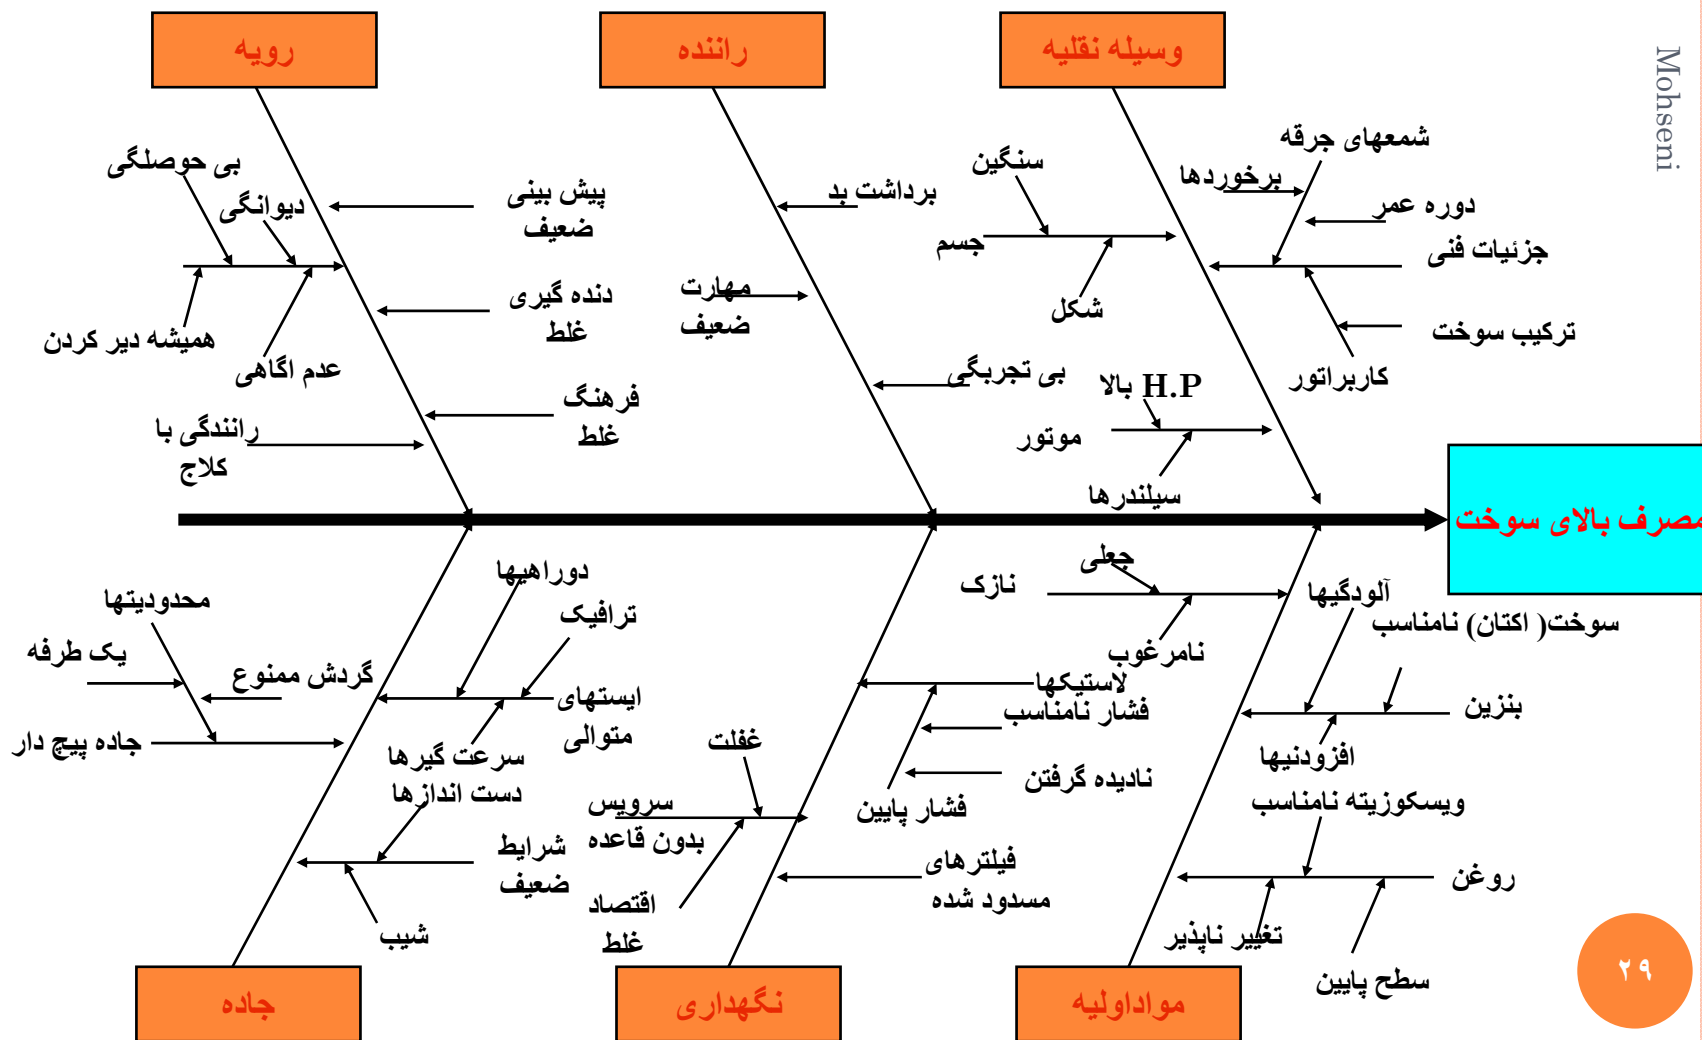 وسیله نقلیه
راننده
رویه
Mohseni
شمعهای جرقه
برخوردها
دوره عمر
جزئیات فنی
ترکیب سوخت
کاربراتور
سنگین
جسم
شکل
H.P بالا
موتور
سیلندرها
برداشت بد
مهارت
ضعیف
بی تجربگی
بی حوصلگی
دیوانگی
پیش بینی
ضعیف
دنده گیری
غلط
همیشه دیر کردن
عدم اگاهی
فرهنگ
غلط
رانندگی با
کلاج
مصرف بالای سوخت
جعلی
نازک
نامرغوب
آلودگیها
سوخت( اکتان) نامناسب
بنزین
افزودنیها
ویسکوزیته نامناسب
روغن
تغییر ناپذیر
سطح پایین
لاستیکها
فشار نامناسب
نادیده گرفتن
فشار پایین
غفلت
سرویس
بدون قاعده
فیلترهای
مسدود شده
اقتصاد
غلط
دوراهیها
ترافیک
محدودیتها
یک طرفه
گردش ممنوع
جاده پیچ دار
ایستهای
متوالی
سرعت گیرها
دست اندازها
شرایط
ضعیف
شیب
مواداولیه
نگهداری
جاده
۲۹